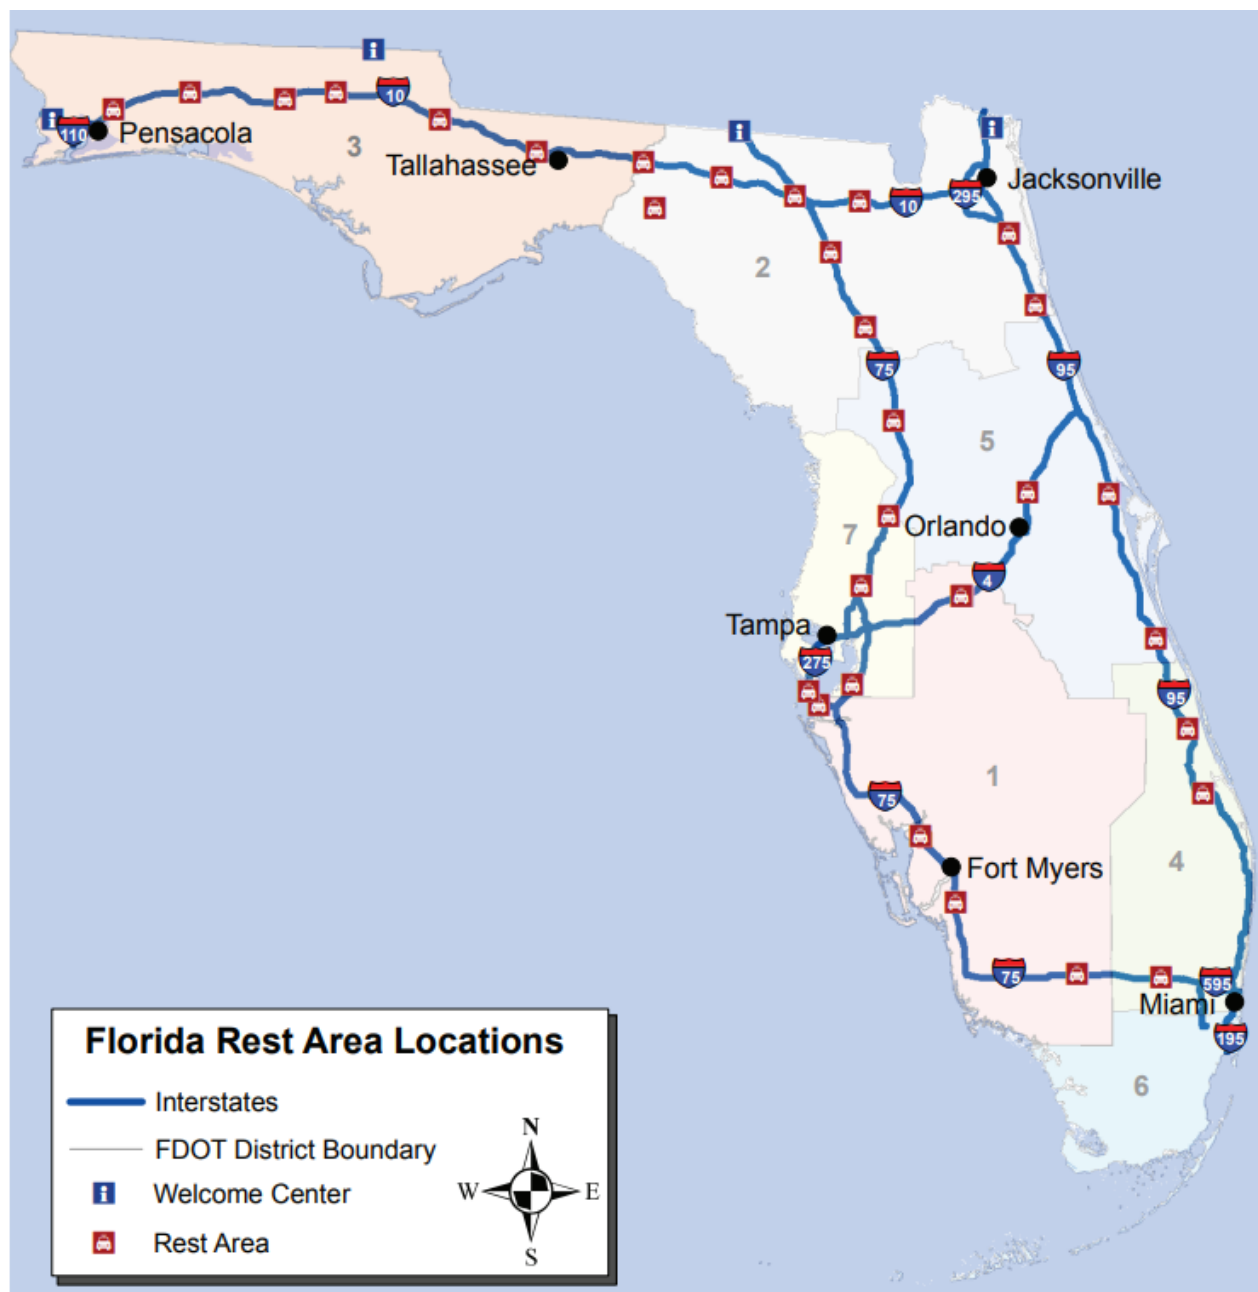 10
110
Pensacola
3
Tallahassee
295
Jacksonville
10
2
75
95
5
7
Orlando
4
Tampa
275
95
1
75
Fort Myers
4
75
595
Miami
195
6
Florida Rest Area Locations
Interstates
FDOT District Boundary
Welcome Center
Rest Area
N
W
E
S